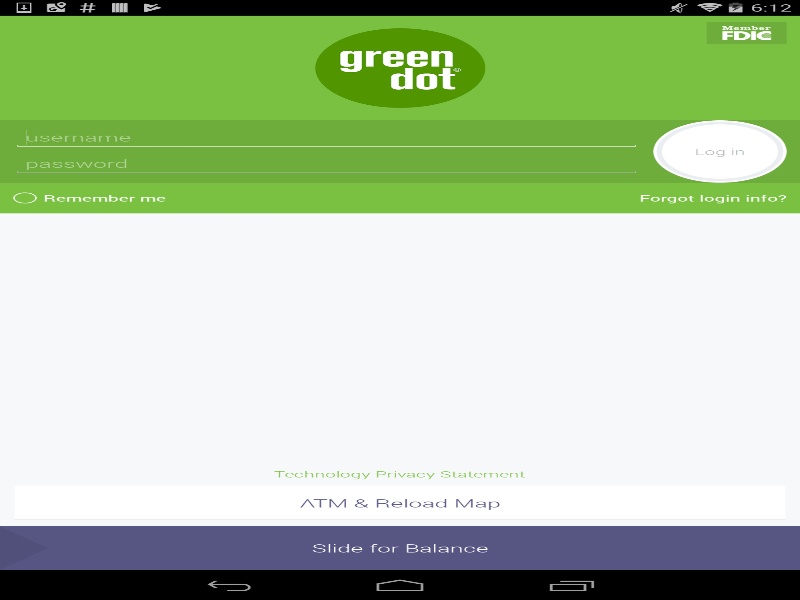 6:12
Member
FDIC
green
dot®
username
password
Log in
Remember me
Forgot login info?
Technology Privacy Statement
ATM & Reload Map
Slide for Balance